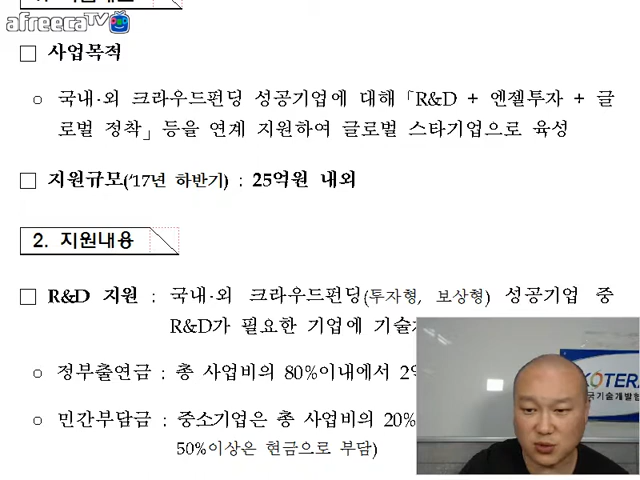 afreecaTV
□ 사업목적
○ 국내·외 크라우드펀딩 성공기업에 대해「R&D + 엔젤투자 + 글
로벌 정착」등을 연계 지원하여 글로벌 스타기업으로 육성
□ 지원규모('17년 하반기) : 25억원 내외
2. 지원내용
□ R&D 지원 : 국내·외 크라우드펀딩(투자형, 보상형) 성공기업 중
R&D가 필요한 기업에
○ 정부출연금 : 총 사업비의 80%이내에서
○ 민간부담금 : 중소기업은 총 사업비의 20%
50%이상은 현금으로 부담)
KOTER
국기술개발협